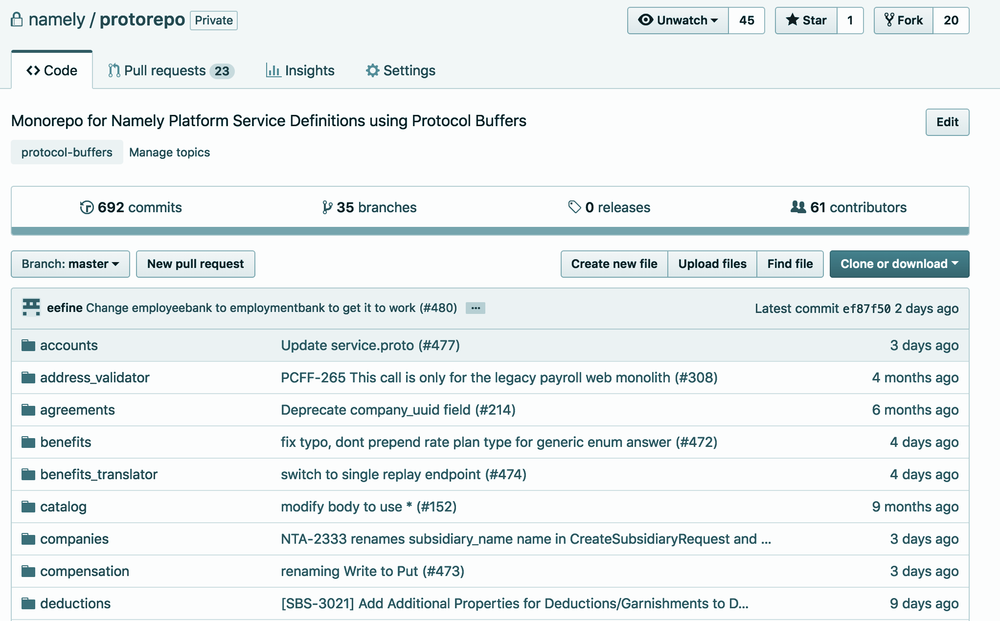 namely / protorepo Private Unwatch 45 Star 1 Fork 20
Code Pull requests 23 Insights Settings
Monorepo for Namely Platform Service Definitions using Protocol Buffers Edit
protocol-buffers Manage topics
692 commits 35 branches 0 releases 61 contributors
Branch: master New pull request Create new file Upload files Find file Clone or download
eefine Change employeebank to employmentbank to get it to work (#480) ... Latest commit ef87f50 2 days ago
accounts Update service.proto (#477) 3 days ago
address_validator PCFF-265 This call is only for the legacy payroll web monolith (#308) 4 months ago
agreements Deprecate company_uuid field (#214) 6 months ago
benefits fix typo, dont prepend rate plan type for generic enum answer (#472) 4 days ago
benefits_translator switch to single replay endpoint (#474) 4 days ago
catalog modify body to use * (#152) 9 months ago
companies NTA-2333 renames subsidiary_name name in CreateSubsidiaryRequest and ... 3 days ago
compensation renaming Write to Put (#473) 3 days ago
deductions [SBS-3021] Add Additional Properties for Deductions/Garnishments to D... 9 days ago